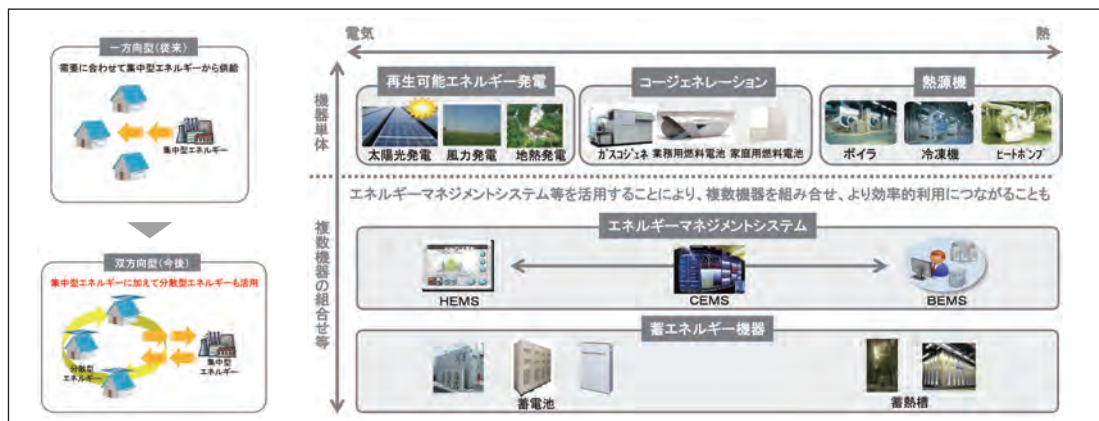 一方向型(従来)
需要に合わせて集中型エネルギーから供給
集中型エネルギー
双方向型(今後)
集中型エネルギーに加えて分散型エネルギーも活用
分散型
エネルギー
集中型
エネルギー
電気
熱
機器単体
再生可能エネルギー発電
太陽光発電
風力発電
地熱発電
コージェネレーション
ガスコジェネ
業務用燃料電池
家庭用燃料電池
熱源機
ボイラ
冷凍機
ヒートポンプ
複数機器の組合せ等
エネルギーマネジメントシステム等を活用することにより、複数機器を組み合せ、より効率的利用につながることも
エネルギーマネジメントシステム
HEMS
CEMS
BEMS
蓄エネルギー機器
蓄電池
蓄熱槽